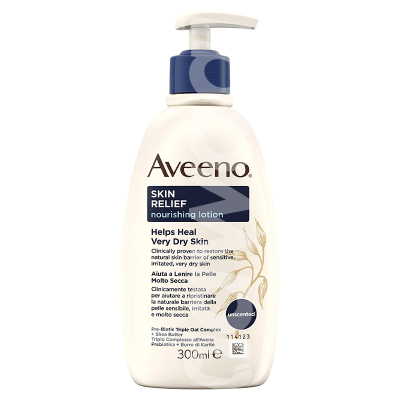 Aveeno
SKIN
RELIEF
nourishing lotion
Helps Heal
Very Dry Skin
Clinically proven to restore the
natural skin barrier of sensitive,
irritated, very dry skin
Aiuta a Lenire la Pelle
Molto Secca
Clinicamente testata
per aiutare a ripristinare
la naturale barriera della
pelle sensibile, irritata
e molto secca
unscented
Pre-Biotic Triple Oat Complex
+ Shea Butter
Triplo Complesso all'Avena
Prebiotica + Burro di Karité
300ml e